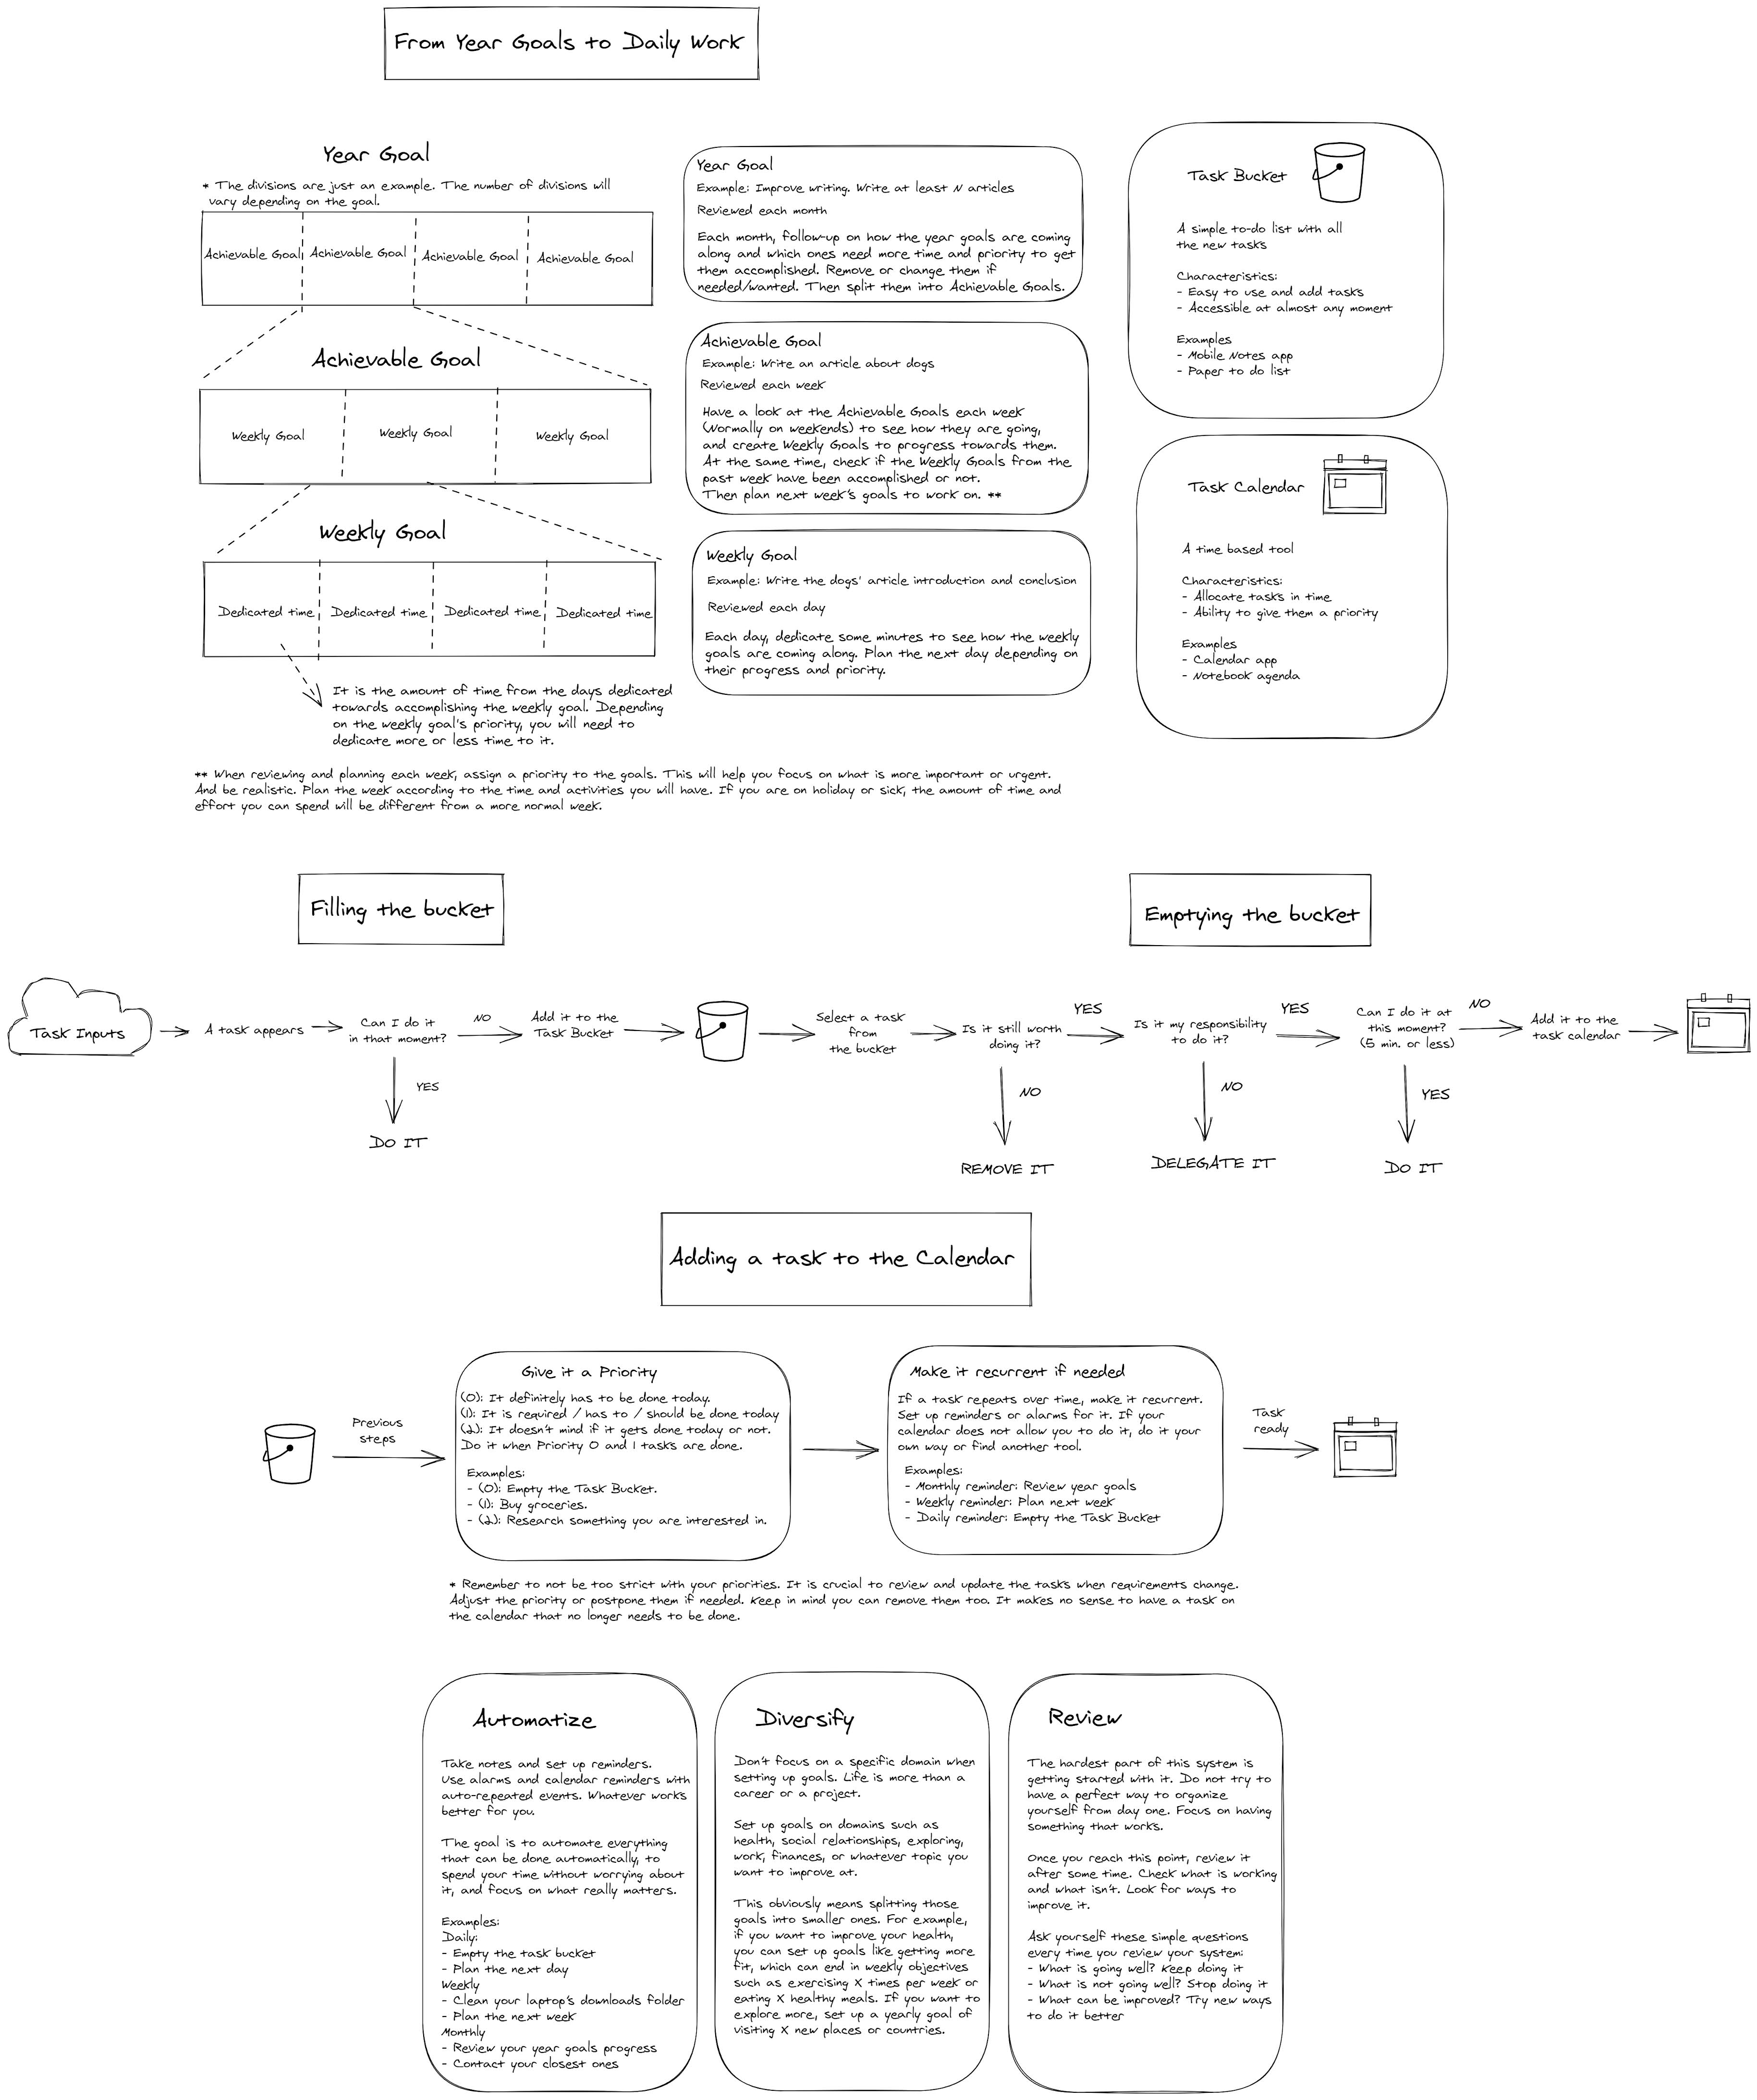 From Year Goals to Daily Work
Year Goal
* The divisions are just an example. The number of divisions will
vary depending on the goal.
Achievable Goal
Achievable Goal
Achievable Goal
Achievable Goal
Achievable Goal
Weekly Goal
Weekly Goal
Weekly Goal
Weekly Goal
Dedicated time
Dedicated time
Dedicated time
Dedicated time
It is the amount of time from the days dedicated
towards accomplishing the weekly goal. Depending
on the weekly goal's priority, you will need to
dedicate more or less time to it.
Year Goal
Example: Improve writing. Write at least N articles
Reviewed each month
Each month, follow-up on how the year goals are coming
along and which ones need more time and priority to get
them accomplished. Remove or change them if
needed/wanted. Then split them into Achievable Goals.
Achievable Goal
Example: Write an article about dogs
Reviewed each week
Have a look at the Achievable Goals each week
(Normally on weekends) to see how they are going,
and create Weekly Goals to progress towards them.
At the same time, check if the Weekly Goals from the
past week have been accomplished or not.
Then plan next week's goals to work on. **
Weekly Goal
Example: Write the dogs' article introduction and conclusion
Reviewed each day
Each day, dedicate some minutes to see how the weekly
goals are coming along. Plan the next day depending on
their progress and priority.
Task Bucket
A simple to-do list with all
the new tasks
Characteristics:
- Easy to use and add tasks
- Accessible at almost any moment
Examples
- Mobile Notes app
- Paper to do list
Task Calendar
A time based tool
Characteristics:
- Allocate tasks in time
- Ability to give them a priority
Examples
- Calendar app
- Notebook agenda
** When reviewing and planning each week, assign a priority to the goals. This will help you focus on what is more important or urgent.
And be realistic. Plan the week according to the time and activities you will have. If you are on holiday or sick, the amount of time and
effort you can spend will be different from a more normal week.
Filling the bucket
Task Inputs
A task appears
Can I do it
in that moment?
NO
Add it to the
Task Bucket
YES
DO IT
Emptying the bucket
Select a task
from
the bucket
Is it still worth
doing it?
YES
Is it my responsibility
to do it?
YES
Can I do it at
this moment?
(5 min. or less)
NO
Add it to the
task calendar
NO
REMOVE IT
NO
DELEGATE IT
YES
DO IT
Adding a task to the Calendar
Previous
steps
Give it a Priority
(0): It definitely has to be done today.
(1): It is required / has to / should be done today
(2): It doesn't mind if it gets done today or not.
Do it when Priority 0 and 1 tasks are done.
Examples:
- (0): Empty the Task Bucket.
- (1): Buy groceries.
- (2): Research something you are interested in.
Make it recurrent if needed
If a task repeats over time, make it recurrent.
Set up reminders or alarms for it. If your
calendar does not allow you to do it, do it your
own way or find another tool.
Examples:
- Monthly reminder: Review year goals
- Weekly reminder: Plan next week
- Daily reminder: Empty the Task Bucket
Task
ready
* Remember to not be too strict with your priorities. It is crucial to review and update the tasks when requirements change.
Adjust the priority or postpone them if needed. Keep in mind you can remove them too. It makes no sense to have a task on
the calendar that no longer needs to be done.
Automatize
Take notes and set up reminders.
Use alarms and calendar reminders with
auto-repeated events. Whatever works
better for you.
The goal is to automate everything
that can be done automatically, to
spend your time without worrying about
it, and focus on what really matters.
Examples:
Daily:
- Empty the task bucket
- Plan the next day
Weekly
- Clean your laptop's downloads folder
- Plan the next week
Monthly
- Review your year goals progress
- Contact your closest ones
Diversify
Don't focus on a specific domain when
setting up goals. Life is more than a
career or a project.
Set up goals on domains such as
health, social relationships, exploring,
work, finances, or whatever topic you
want to improve at.
This obviously means splitting those
goals into smaller ones. For example,
if you want to improve your health,
you can set up goals like getting more
fit, which can end in weekly objectives
such as exercising X times per week or
eating X healthy meals. If you want to
explore more, set up a yearly goal of
visiting X new places or countries.
Review
The hardest part of this system is
getting started with it. Do not try to
have a perfect way to organize
yourself from day one. Focus on having
something that works.
Once you reach this point, review it
after some time. Check what is working
and what isn't. Look for ways to
improve it.
Ask yourself these simple questions
every time you review your system:
- What is going well? Keep doing it
- What is not going well? Stop doing it
- What can be improved? Try new ways
to do it better